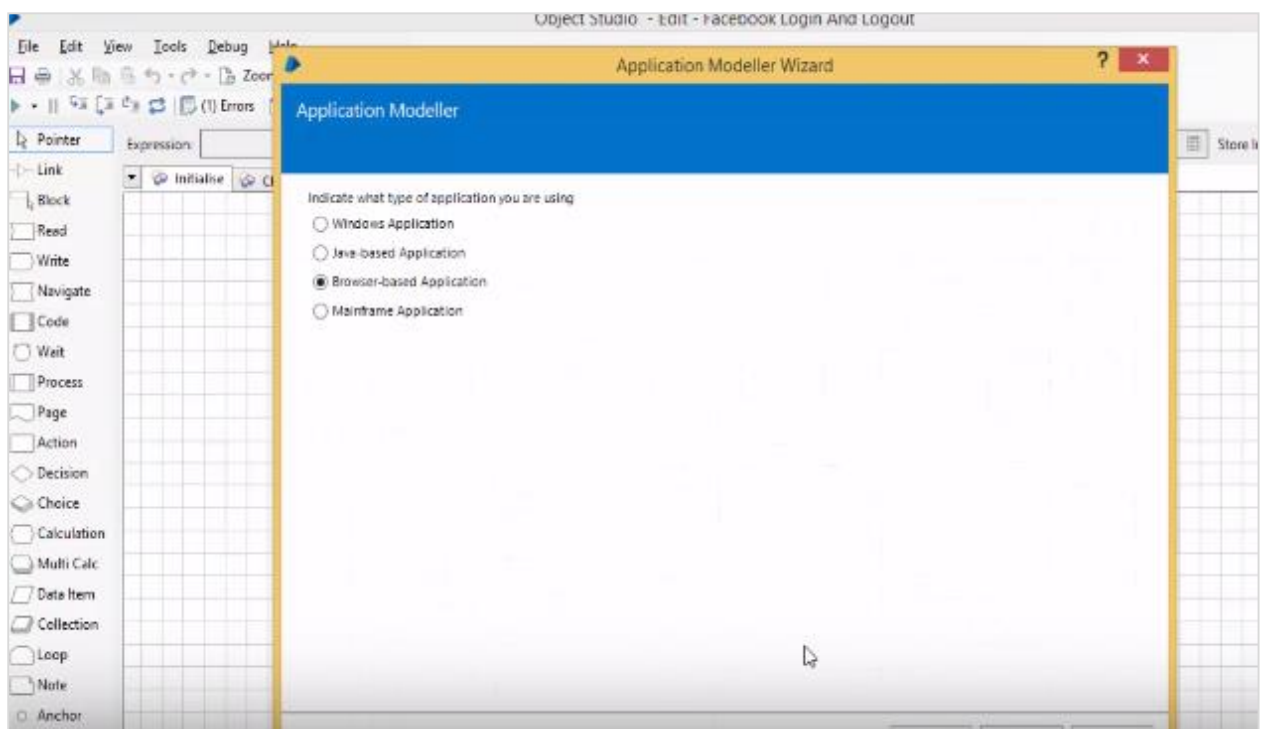 Object Studio - Edit - Facebook Login And Logout
File Edit View Tools Debug Help
Application Modeller Wizard
?
Zoom
(1) Errors
Application Modeller
Pointer
Expression:
Store In
Link
Initialise
Indicate what type of application you are using
Block
Windows Application
Read
Java-based Application
Write
Browser-based Application
Navigate
Mainframe Application
Code
Wait
Process
Page
Action
Decision
Choice
Calculation
Multi Calc
Data Item
Collection
Loop
Note
Anchor